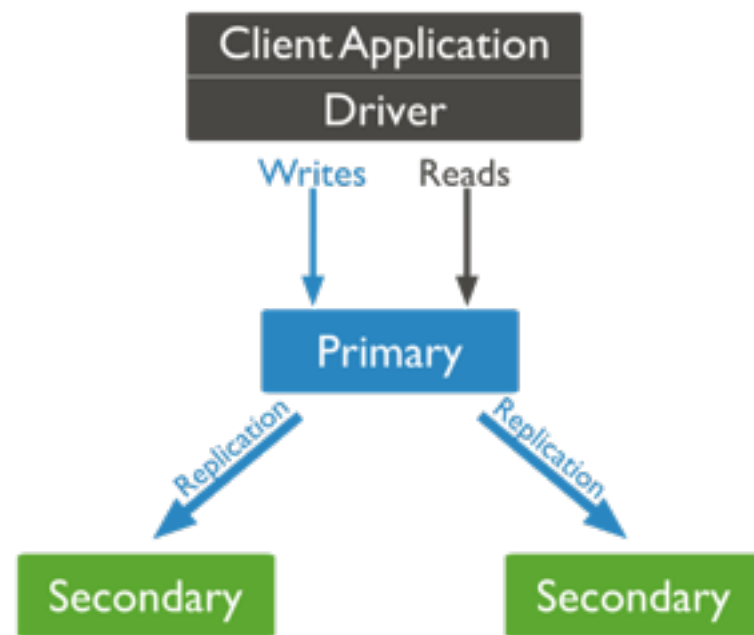 Client Application
Driver
Writes
Reads
Primary
Replication
Replication
Secondary
Secondary